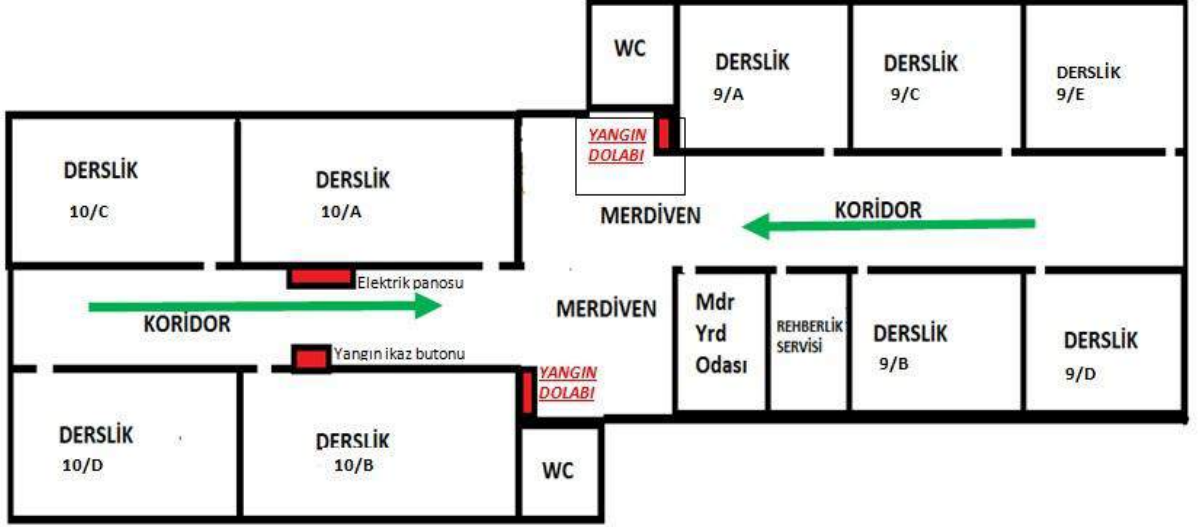 WC
DERSLİK
9/A
DERSLİK
9/C
DERSLİK
9/E
YANGIN
DOLABI
DERSLİK
10/C
DERSLİK
10/A
MERDİVEN
KORİDOR
Elektrik panosu
KORİDOR
MERDİVEN
Mdr
Yrd
Odası
REHBERLİK
SERVİSİ
DERSLİK
9/B
DERSLİK
9/D
Yangın ikaz butonu
YANGIN
DOLABI
DERSLİK
10/D
DERSLİK
10/B
WC